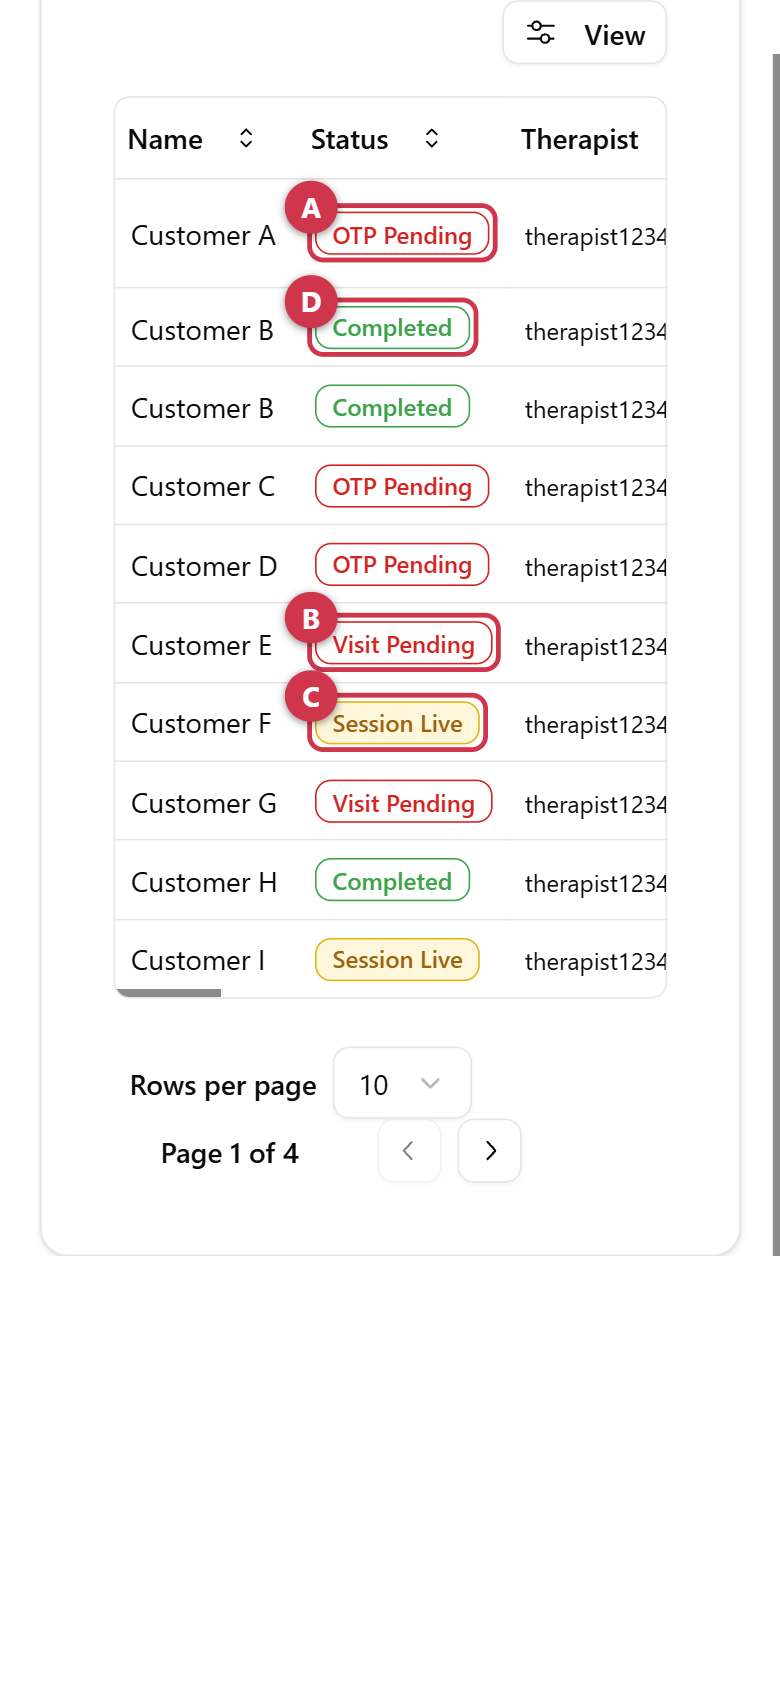 View
Name Status Therapist
A
Customer A OTP Pending therapist1234
D
Customer B Completed therapist1234
Customer B Completed therapist1234
Customer C OTP Pending therapist1234
Customer D OTP Pending therapist1234
B
Customer E Visit Pending therapist1234
C
Customer F Session Live therapist1234
Customer G Visit Pending therapist1234
Customer H Completed therapist1234
Customer I Session Live therapist1234
Rows per page 10
Page 1 of 4